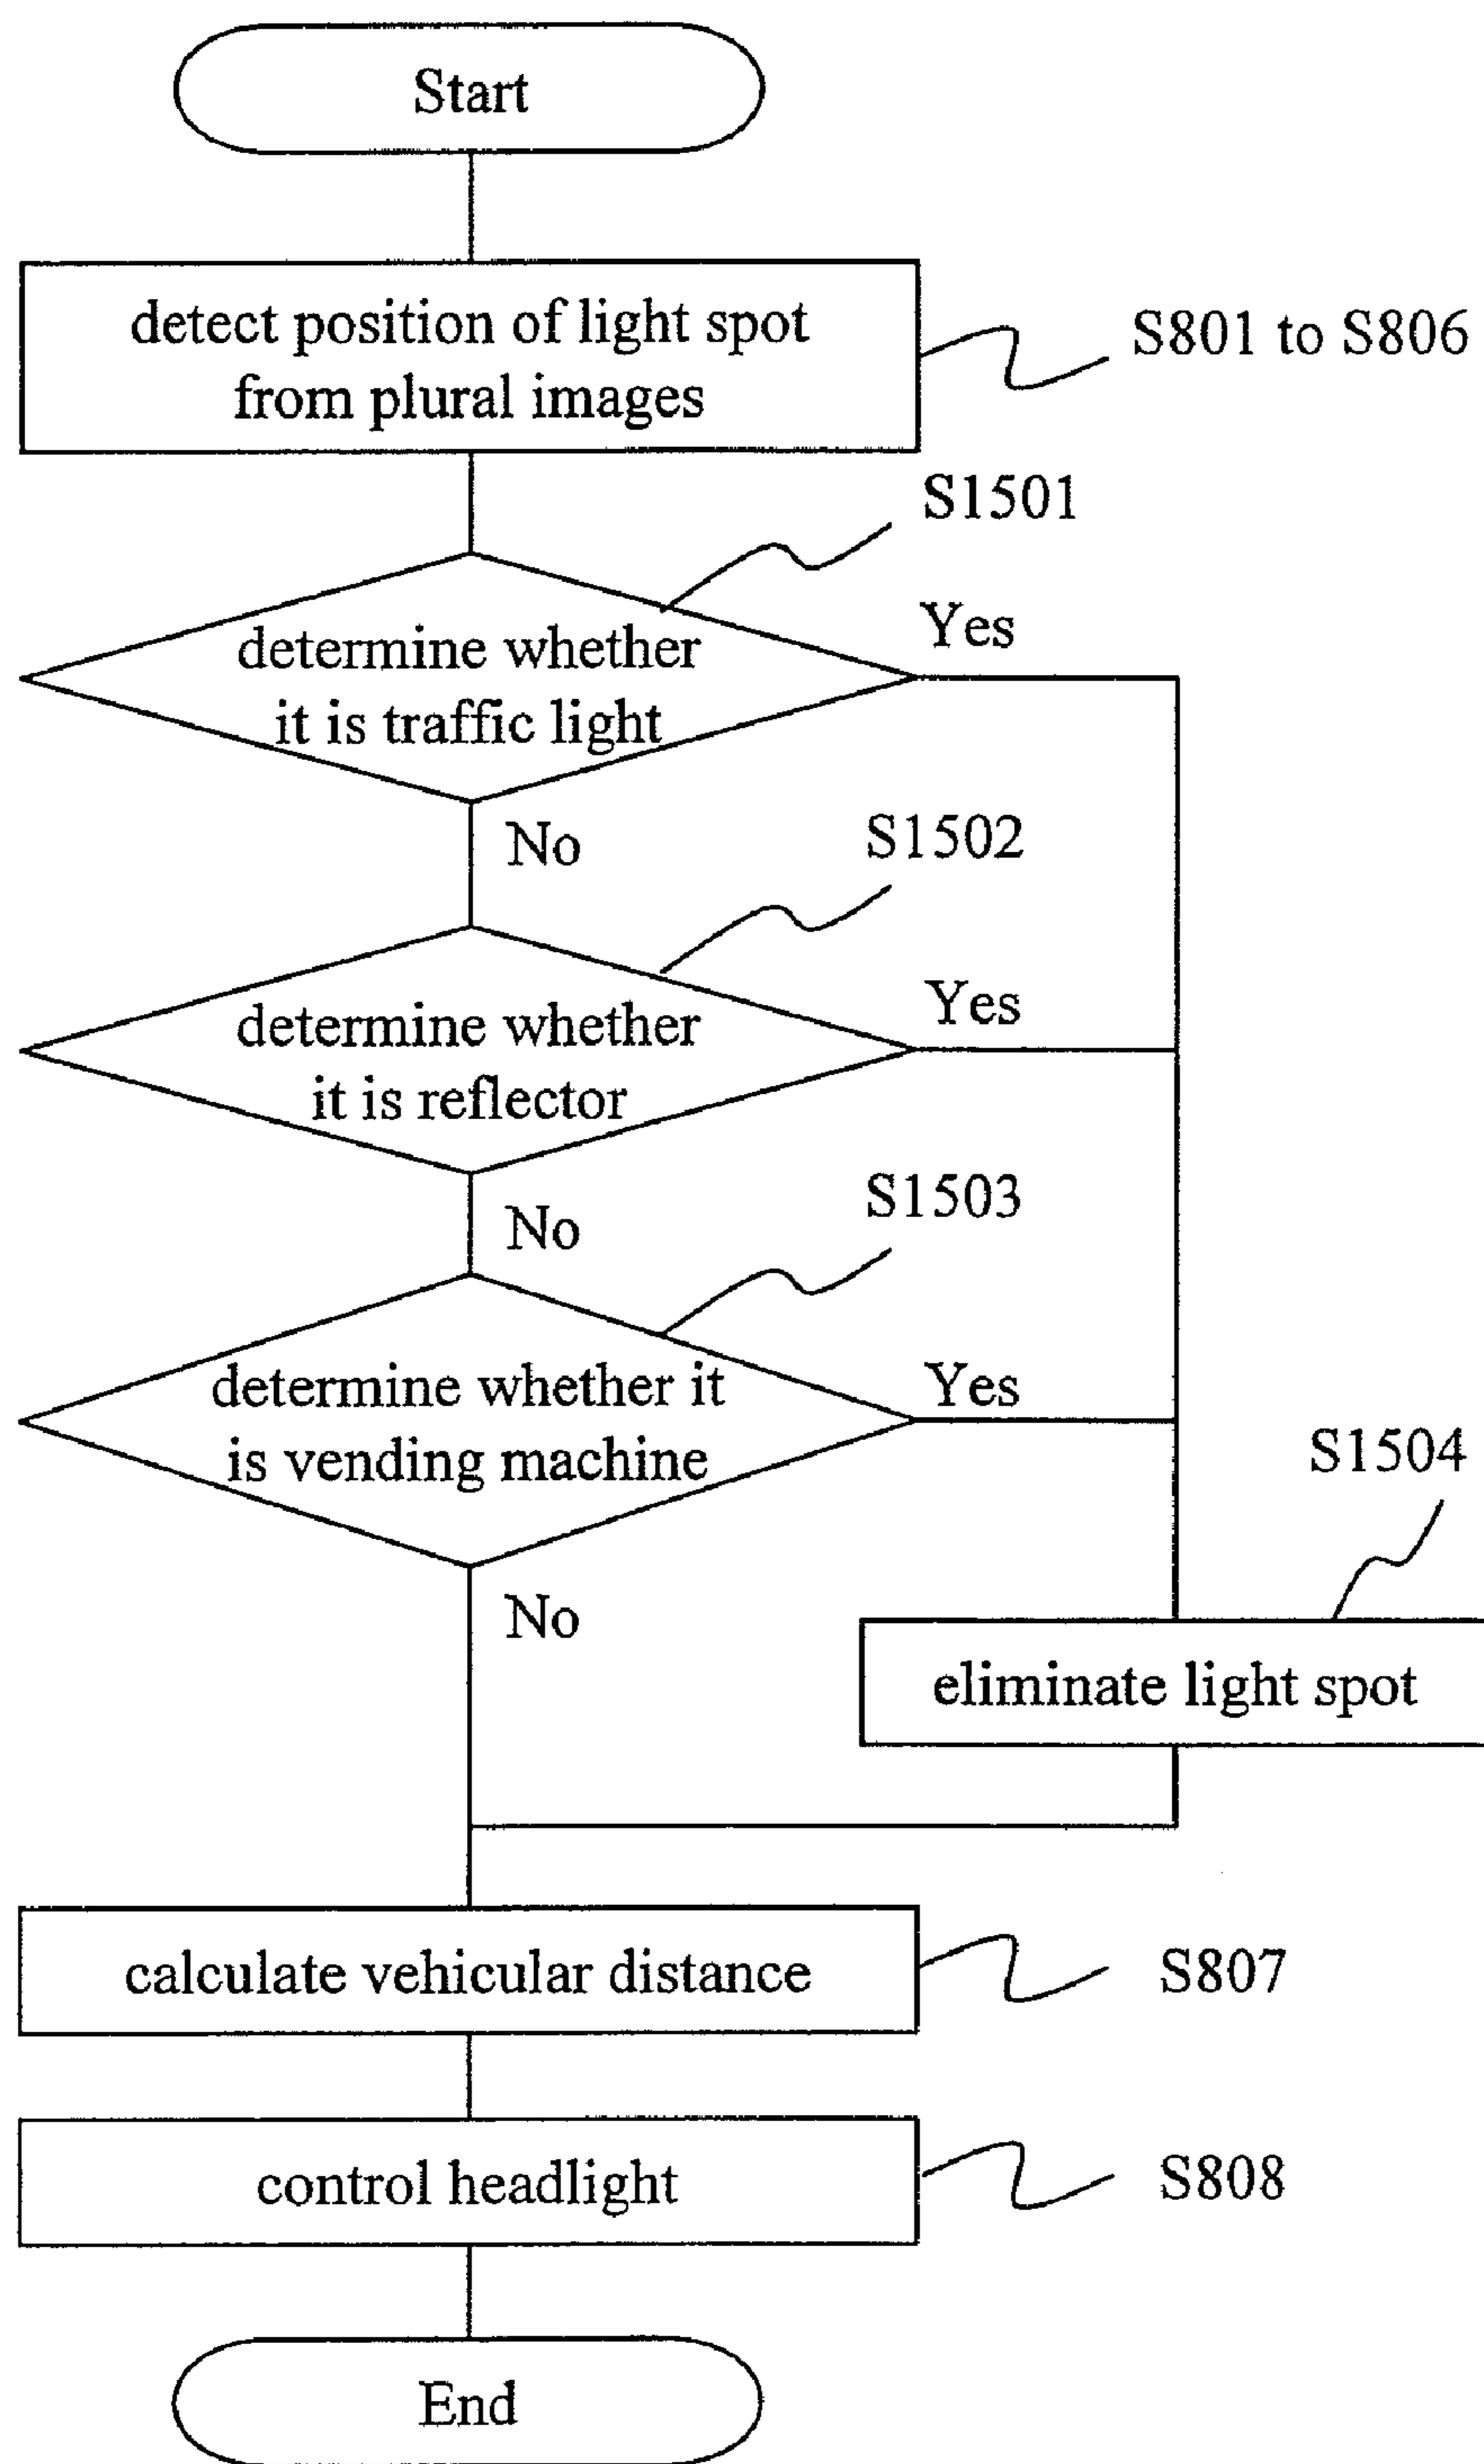 Start
detect position of light spot
from plural images
S801 to S806
S1501
determine whether
it is traffic light
Yes
No
S1502
determine whether
it is reflector
Yes
No
S1503
determine whether it
is vending machine
Yes
No
S1504
eliminate light spot
calculate vehicular distance
S807
control headlight
S808
End